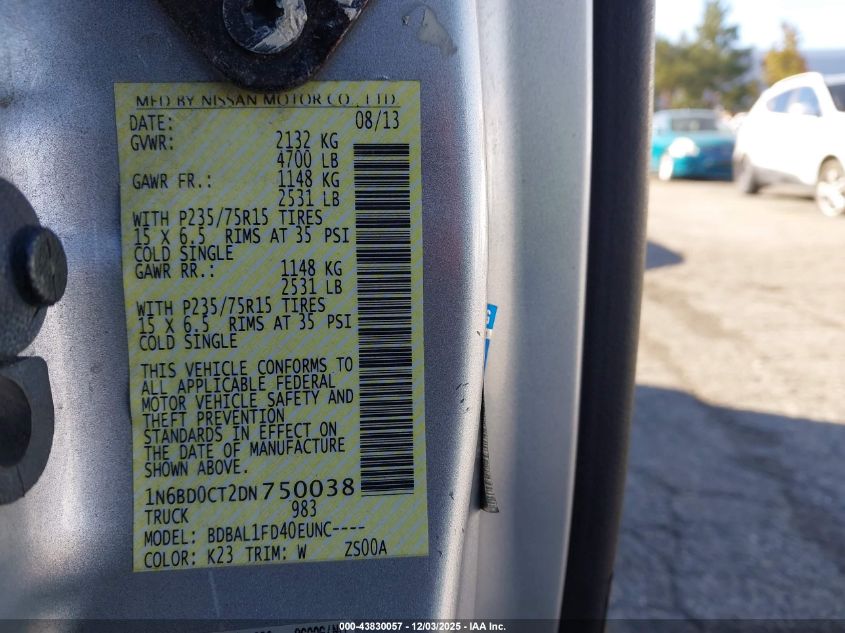 MFD BY NISSAN MOTOR CO., LTD.
DATE: 08/13
GVWR: 2132 KG
4700 LB
GAWR FR.: 1148 KG
2531 LB
WITH P235/75R15 TIRES
15 X 6.5 RIMS AT 35 PSI
COLD SINGLE
GAWR RR.: 1148 KG
2531 LB
WITH P235/75R15 TIRES
15 X 6.5 RIMS AT 35 PSI
COLD SINGLE
THIS VEHICLE CONFORMS TO
ALL APPLICABLE FEDERAL
MOTOR VEHICLE SAFETY AND
THEFT PREVENTION
STANDARDS IN EFFECT ON
THE DATE OF MANUFACTURE
SHOWN ABOVE.
1N6BD0CT2DN750038
TRUCK 983
MODEL: BDBAL1FD40EUNC----
COLOR: K23 TRIM: W ZS00A
000-43830057 - 12/03/2025 - IAA Inc.